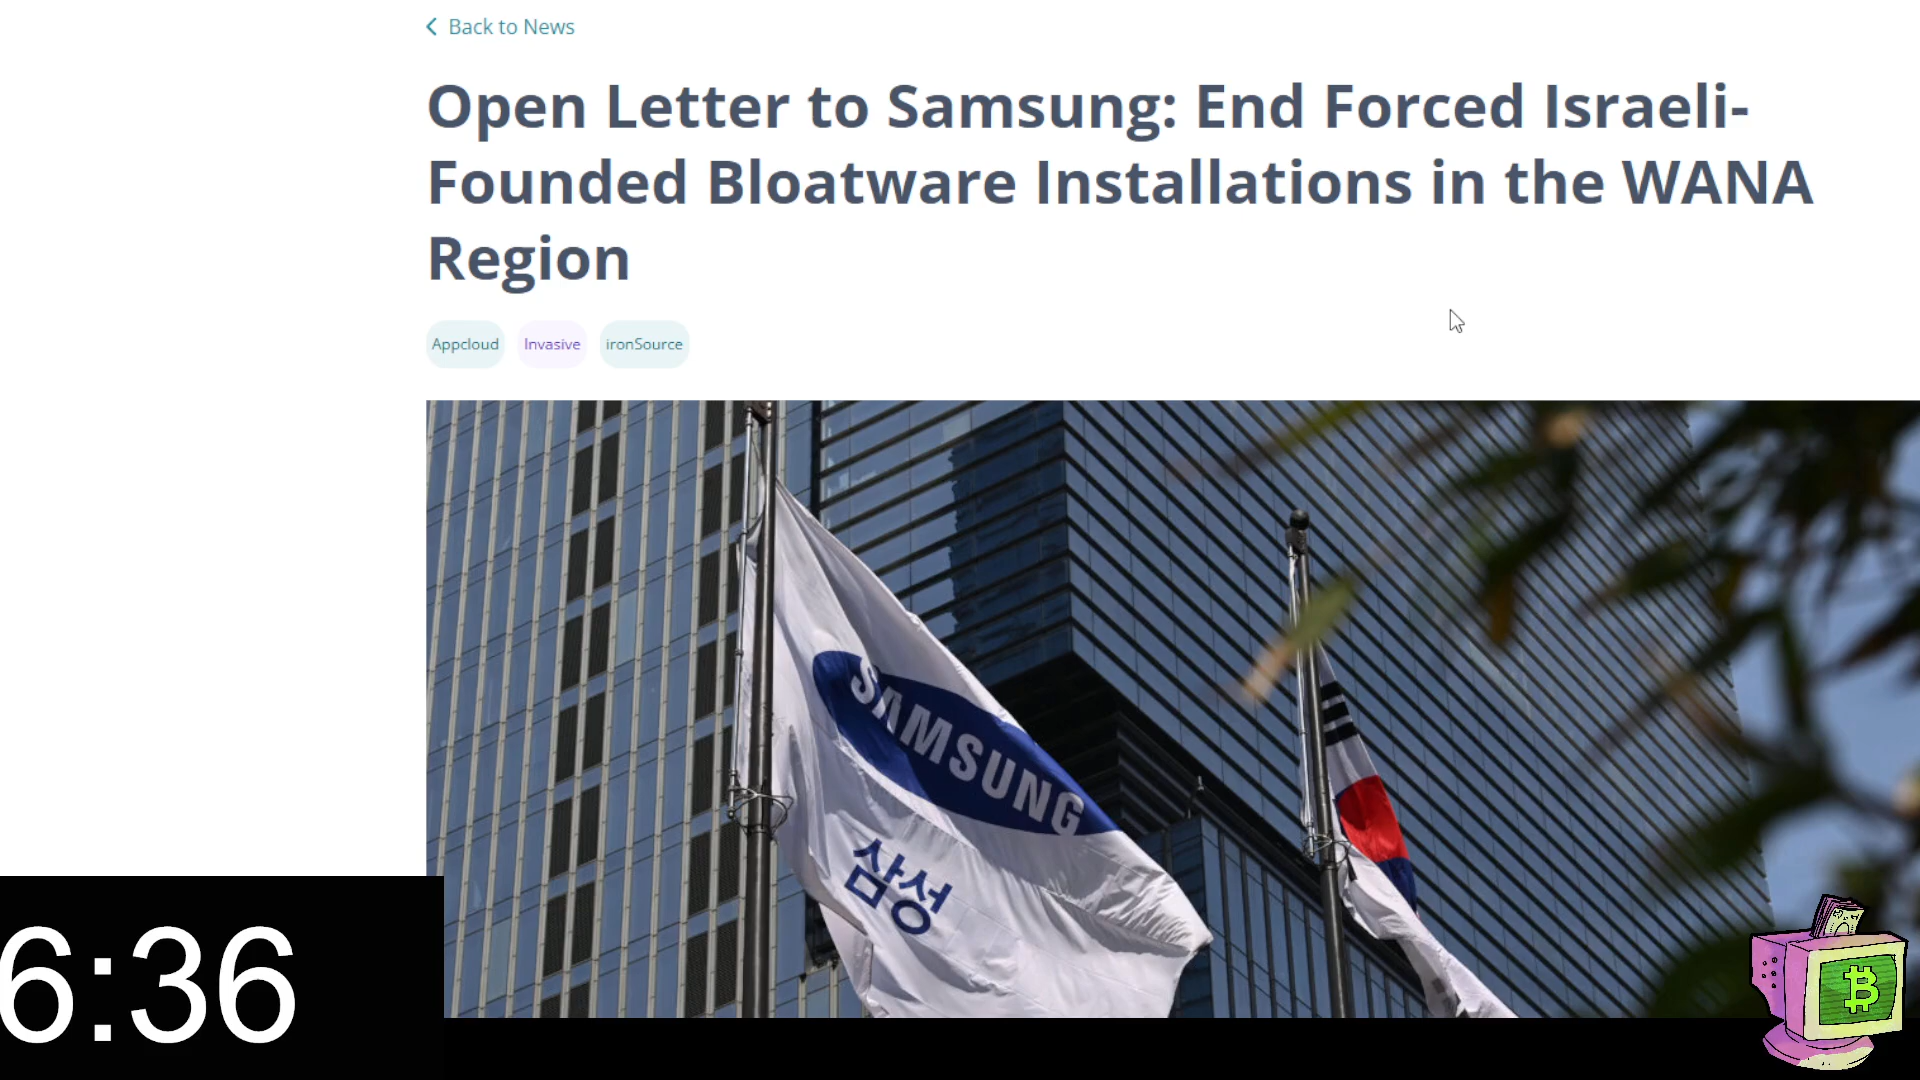 Back to News
Open Letter to Samsung: End Forced Israeli-
Founded Bloatware Installations in the WANA
Region
Appcloud Invasive ironSource
SAMSUNG
삼성
6:36
₿